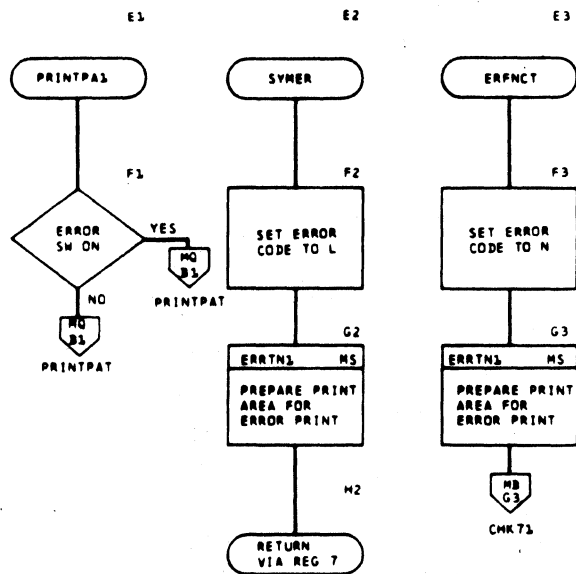 E1
E2
E3
PRINTPA1
SYMER
ERFNCT
F1
F2
F3
ERROR
SW ON
YES
MQ
B1
PRINTPAT
NO
MQ
B1
PRINTPAT
SET ERROR
CODE TO L
SET ERROR
CODE TO N
G2
G3
ERRTN1 MS
PREPARE PRINT
AREA FOR
ERROR PRINT
ERRTN1 MS
PREPARE PRINT
AREA FOR
ERROR PRINT
H2
MB
G3
CHK71
RETURN
VIA REG 7